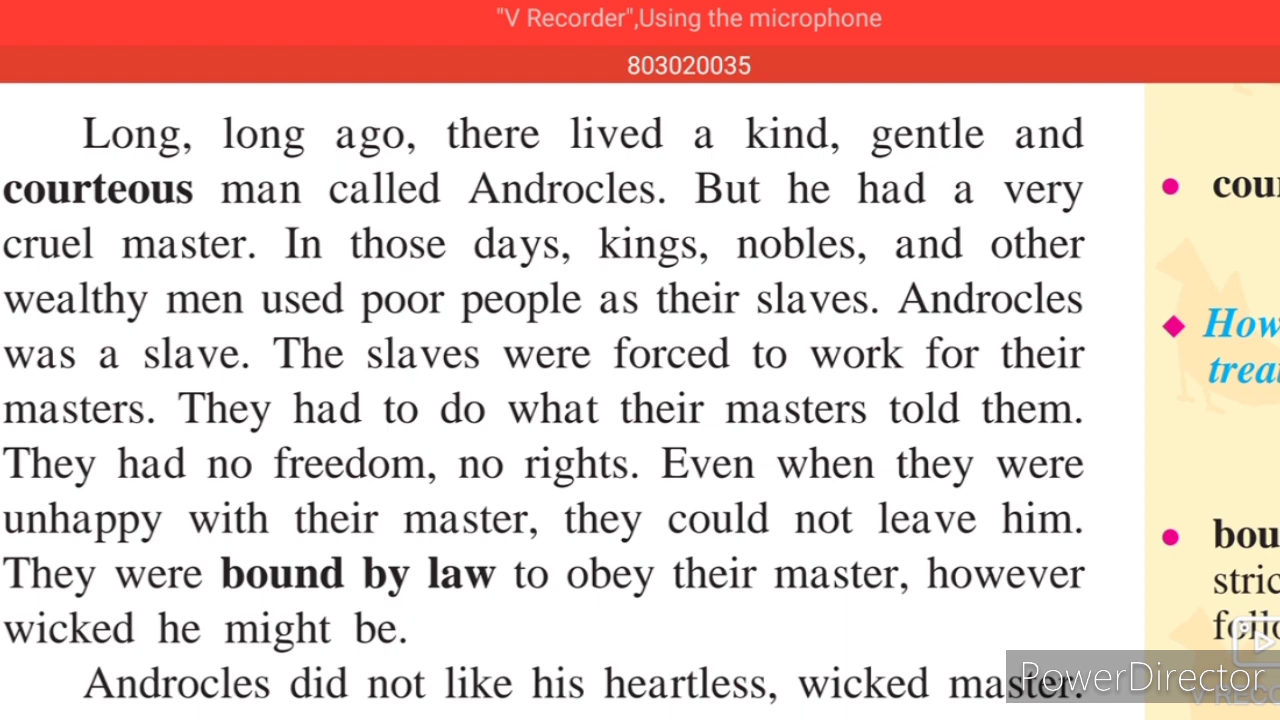 "V Recorder",Using the microphone
803020035
Long, long ago, there lived a kind, gentle and
courteous man called Androcles. But he had a very
cruel master. In those days, kings, nobles, and other
wealthy men used poor people as their slaves. Androcles
was a slave. The slaves were forced to work for their
masters. They had to do what their masters told them.
They had no freedom, no rights. Even when they were
unhappy with their master, they could not leave him.
They were bound by law to obey their master, however
wicked he might be.
Androcles did not like his heartless, wicked master.
How
PowerDirector